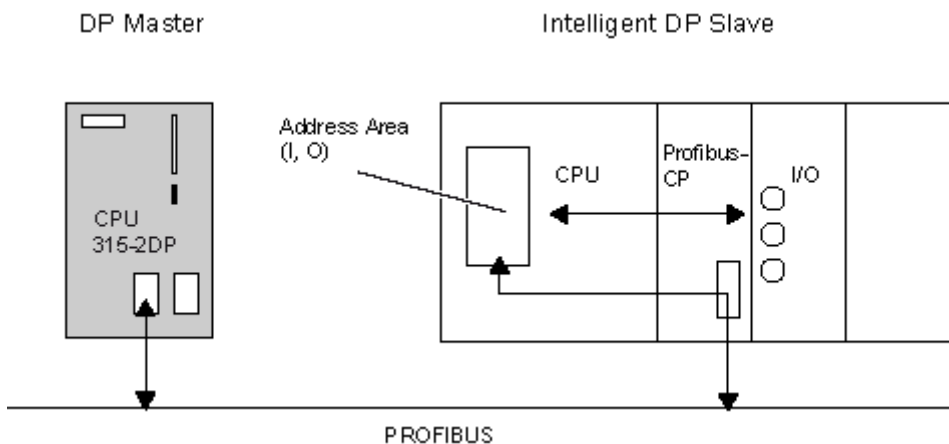 DP Master
Intelligent DP Slave
Address Area
(I, O)
CPU
315-2DP
CPU
Profibus-
CP
I/O
PROFIBUS